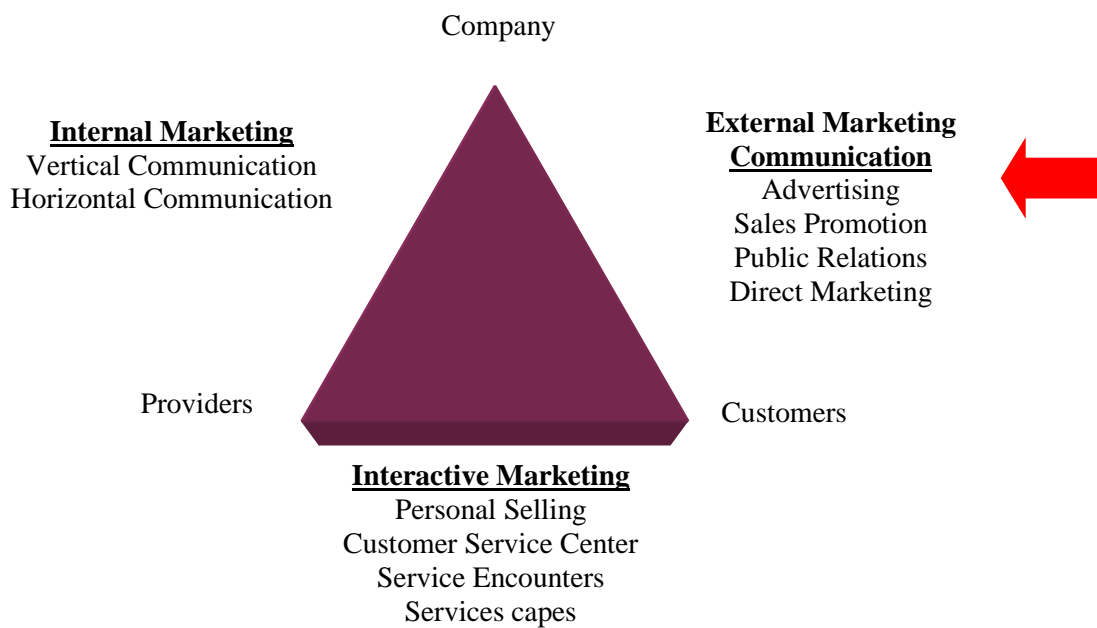 Company
Internal Marketing
Vertical Communication
Horizontal Communication
External Marketing
Communication
Advertising
Sales Promotion
Public Relations
Direct Marketing
Providers
Customers
Interactive Marketing
Personal Selling
Customer Service Center
Service Encounters
Services capes